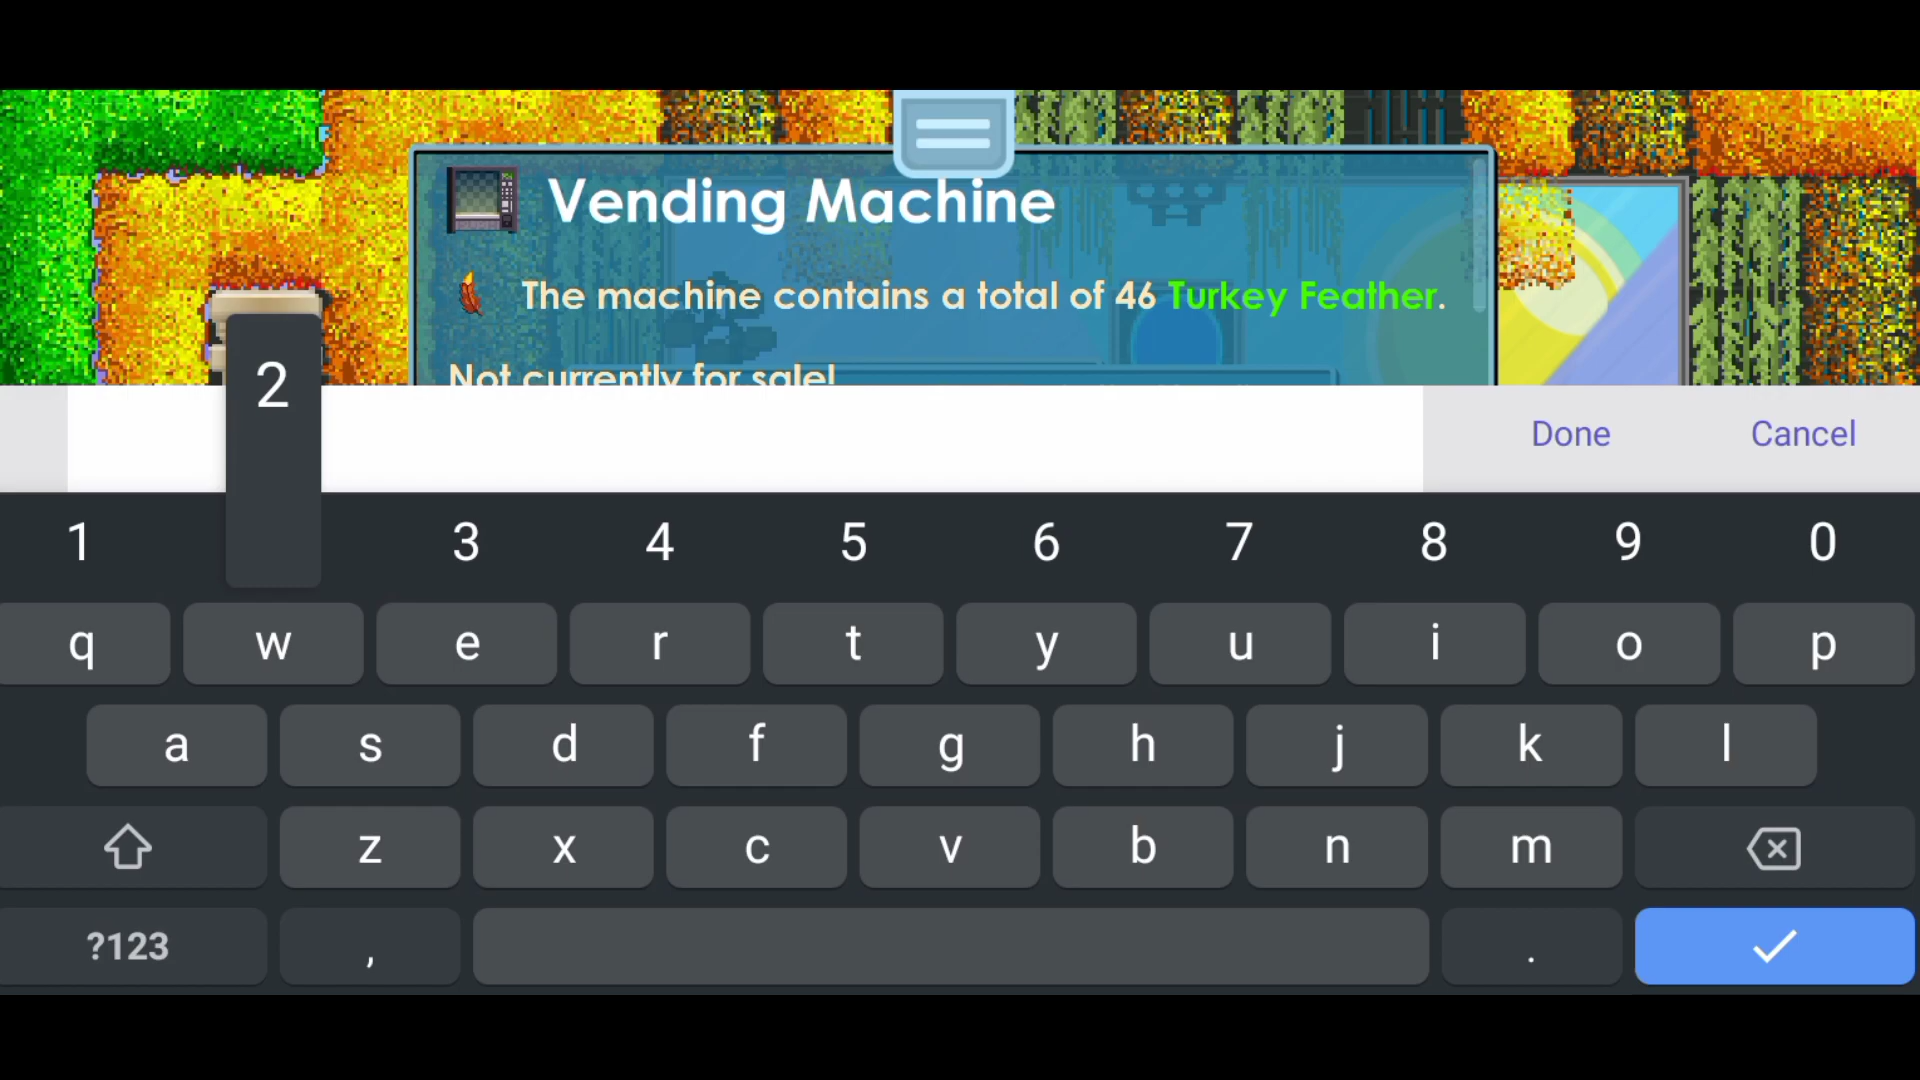 Vending Machine
The machine contains a total of 46 Turkey Feather.
Not currently for sale!
2
Done Cancel
1 3 4 5 6 7 8 9 0
q w e r t y u i o p
a s d f g h j k l
z x c v b n m
?123 , .